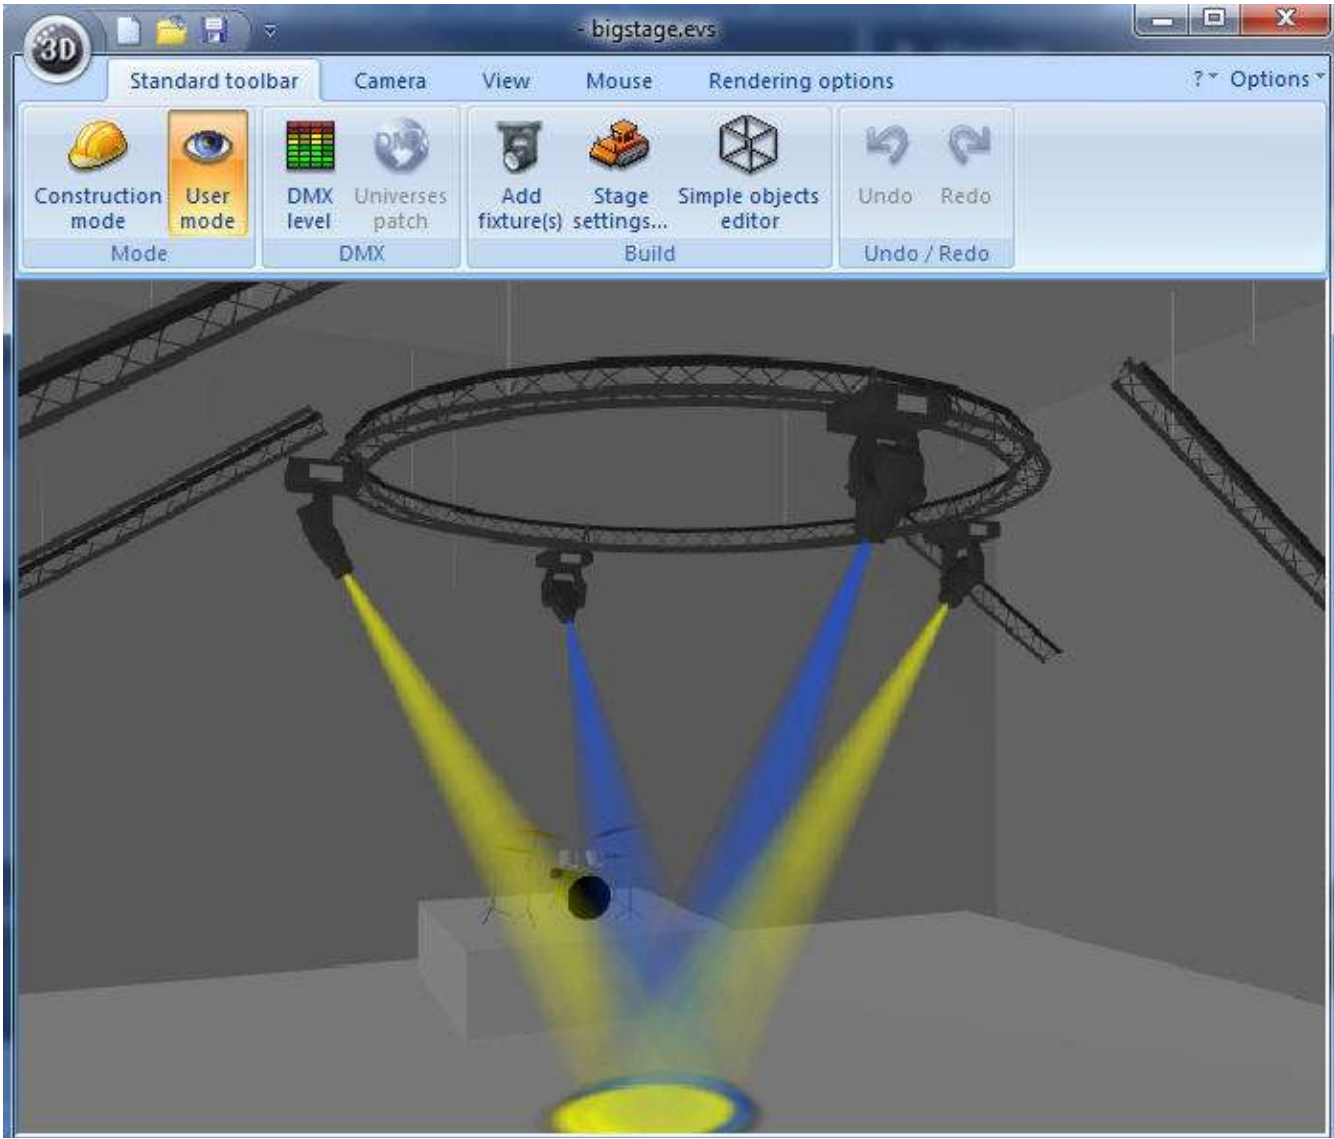 - bigstage.evs
3D
Standard toolbar Camera View Mouse Rendering options ? Options
Construction mode
User mode
DMX level
Universes patch
Add fixture(s)
Stage settings...
Simple objects editor
Undo Redo
Mode DMX Build Undo / Redo